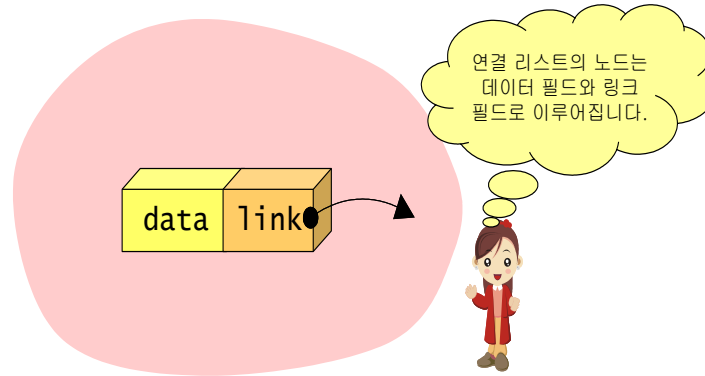 연결 리스트의 노드는
데이터 필드와 링크
필드로 이루어집니다.
data link